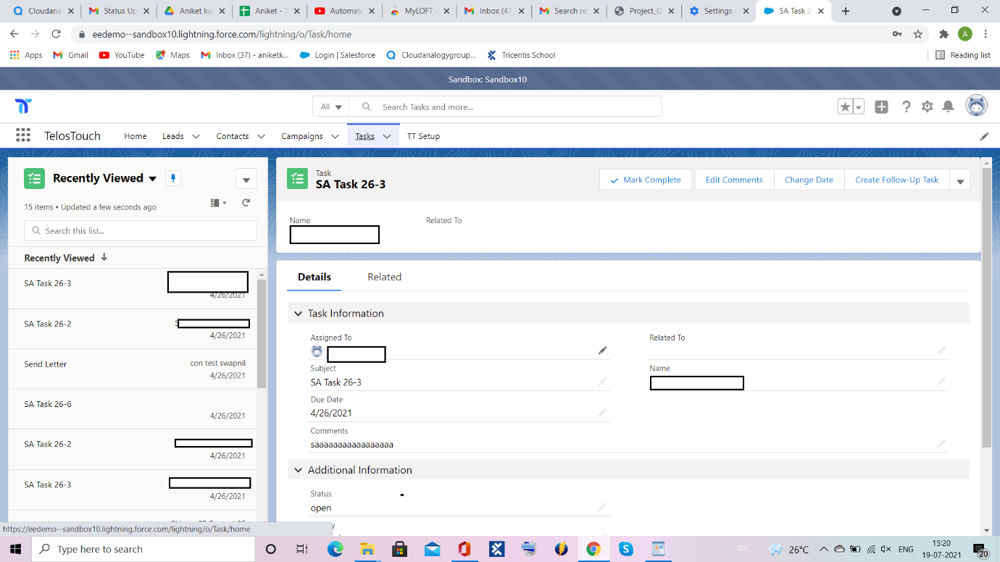 Cloudana
Status Up
Aniket ku
Aniket - T
Automate
MyLOFT -
Inbox (47
Search re
Project_G
Settings -
SA Task 2
eedemo--sandbox10.lightning.force.com/lightning/o/Task/home
A
Apps
Gmail
YouTube
Maps
Inbox (37) - aniketk...
Login | Salesforce
Cloudanalogygroup...
Tricentis School
Reading list
Sandbox: Sandbox10
All
Search Tasks and more...
TelosTouch
Home
Leads
Contacts
Campaigns
Tasks
TT Setup
Recently Viewed
15 items • Updated a few seconds ago
Search this list...
Recently Viewed
SA Task 26-3
4/26/2021
SA Task 26-2
4/26/2021
Send Letter
con test swapnil
4/26/2021
SA Task 26-6
4/26/2021
SA Task 26-2
4/26/2021
SA Task 26-3
4/26/2021
Task
SA Task 26-3
Mark Complete
Edit Comments
Change Date
Create Follow-Up Task
Name
Related To
Details
Related
Task Information
Assigned To
Related To
Subject
SA Task 26-3
Name
Due Date
4/26/2021
Comments
saaaaaaaaaaaaaaaaa
Additional Information
Status
open
https://eedemo--sandbox10.lightning.force.com/lightning/o/Task/home
Type here to search
EN
26°C
ENG
15:20
19-07-2021
20